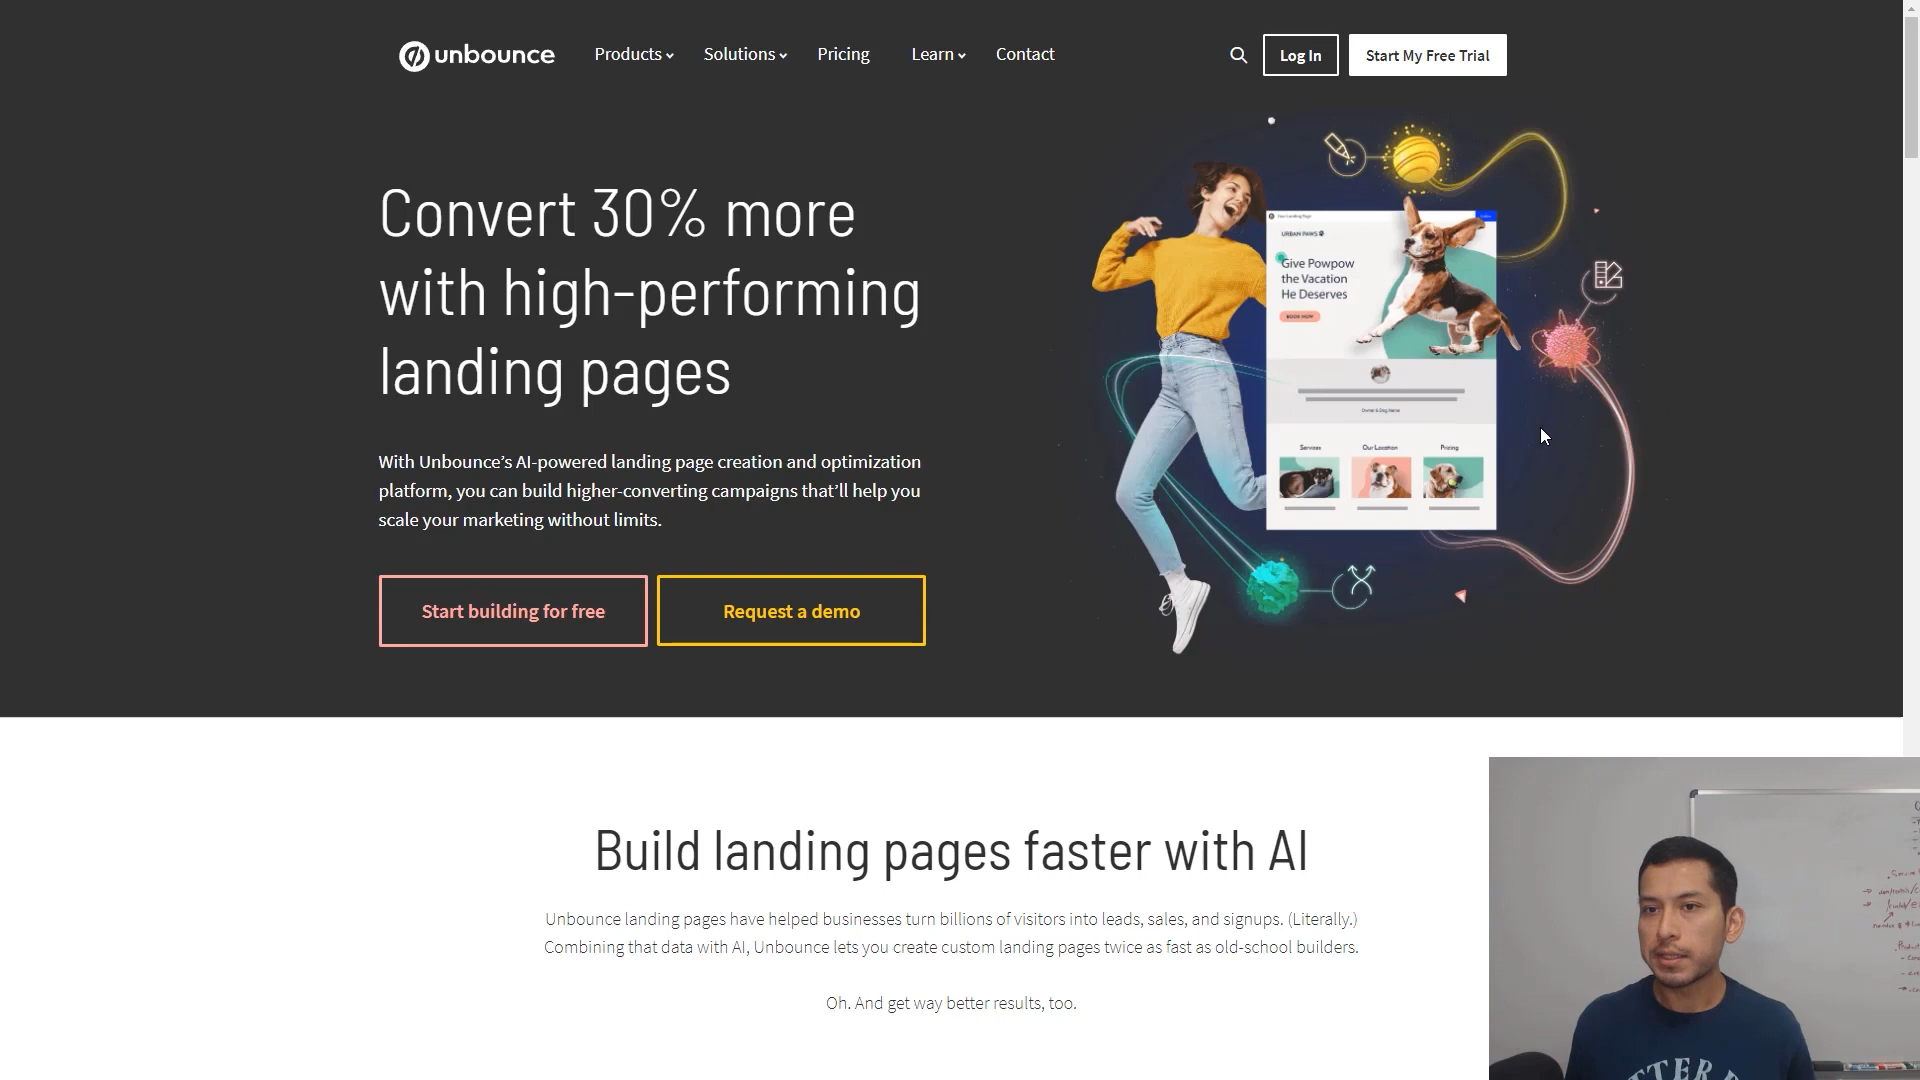 unbounce
Products
Solutions
Pricing
Learn
Contact
Log In
Start My Free Trial
Convert 30% more
with high-performing
landing pages
With Unbounce’s AI-powered landing page creation and optimization
platform, you can build higher-converting campaigns that’ll help you
scale your marketing without limits.
Start building for free
Request a demo
Your Landing Page
URBAN PAWS
Give Powpow
the Vacation
He Deserves
BOOK NOW
Services
Our Location
Pricing
Build landing pages faster with AI
Unbounce landing pages have helped businesses turn billions of visitors into leads, sales, and signups. (Literally.)
Combining that data with AI, Unbounce lets you create custom landing pages twice as fast as old-school builders.
Oh. And get way better results, too.